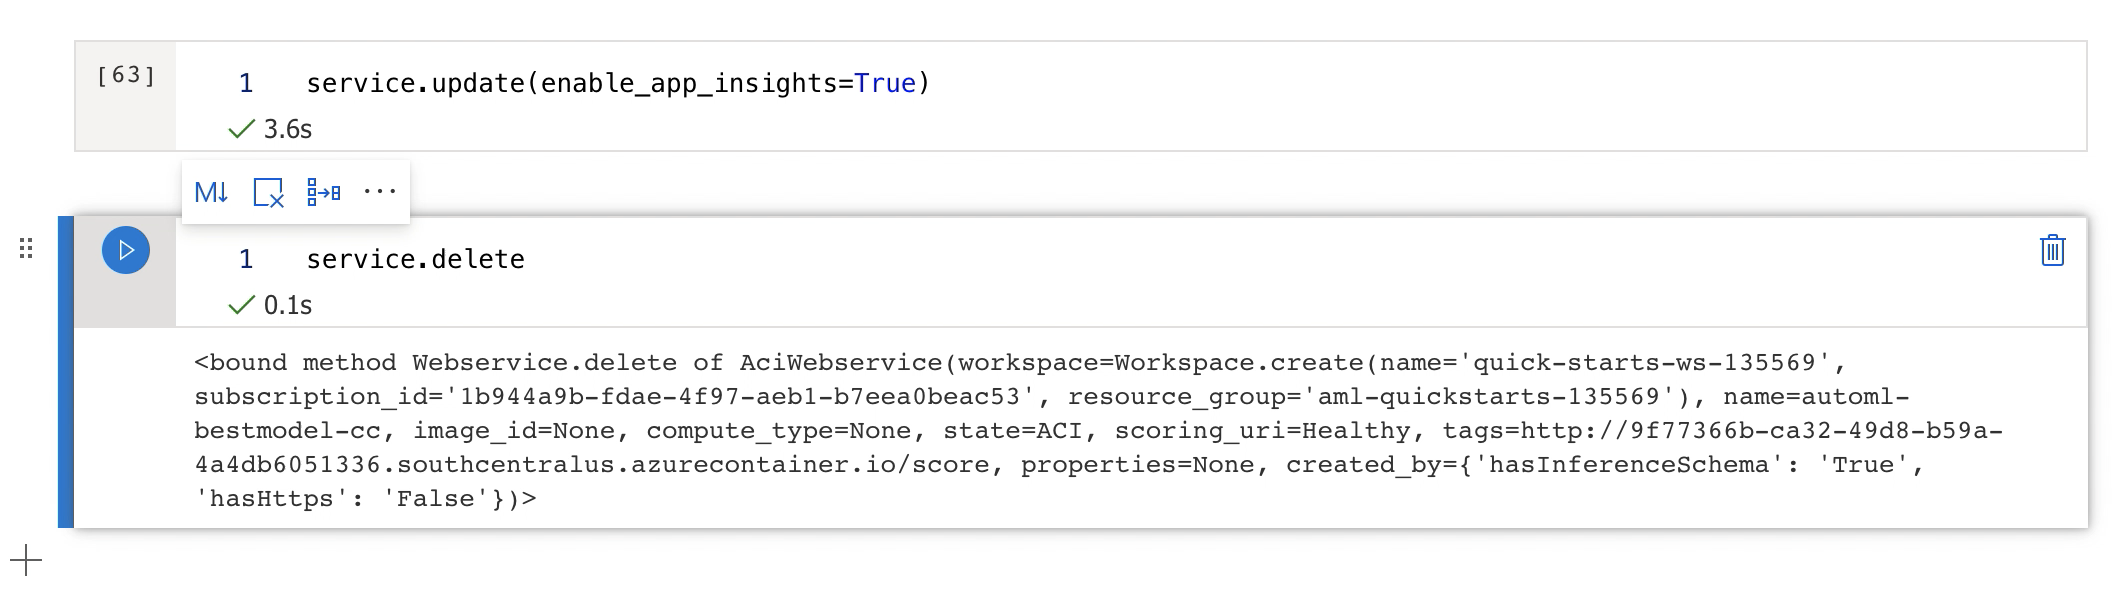 [63]
1 service.update(enable_app_insights=True)
3.6s
M↓ ···
1 service.delete
0.1s
<bound method Webservice.delete of AciWebservice(workspace=Workspace.create(name='quick-starts-ws-135569',
subscription_id='1b944a9b-fdae-4f97-aeb1-b7eea0beac53', resource_group='aml-quickstarts-135569'), name=automl-
bestmodel-cc, image_id=None, compute_type=None, state=ACI, scoring_uri=Healthy, tags=http://9f77366b-ca32-49d8-b59a-
4a4db6051336.southcentralus.azurecontainer.io/score, properties=None, created_by={'hasInferenceSchema': 'True',
'hasHttps': 'False'})>